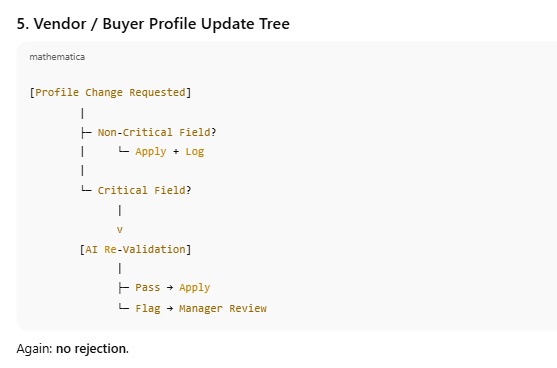 5. Vendor / Buyer Profile Update Tree
mathematica
[Profile Change Requested]
|
├─ Non-Critical Field?
|    └─ Apply + Log
|
└─ Critical Field?
|
v
[AI Re-Validation]
|
├─ Pass → Apply
└─ Flag → Manager Review
Again: no rejection.